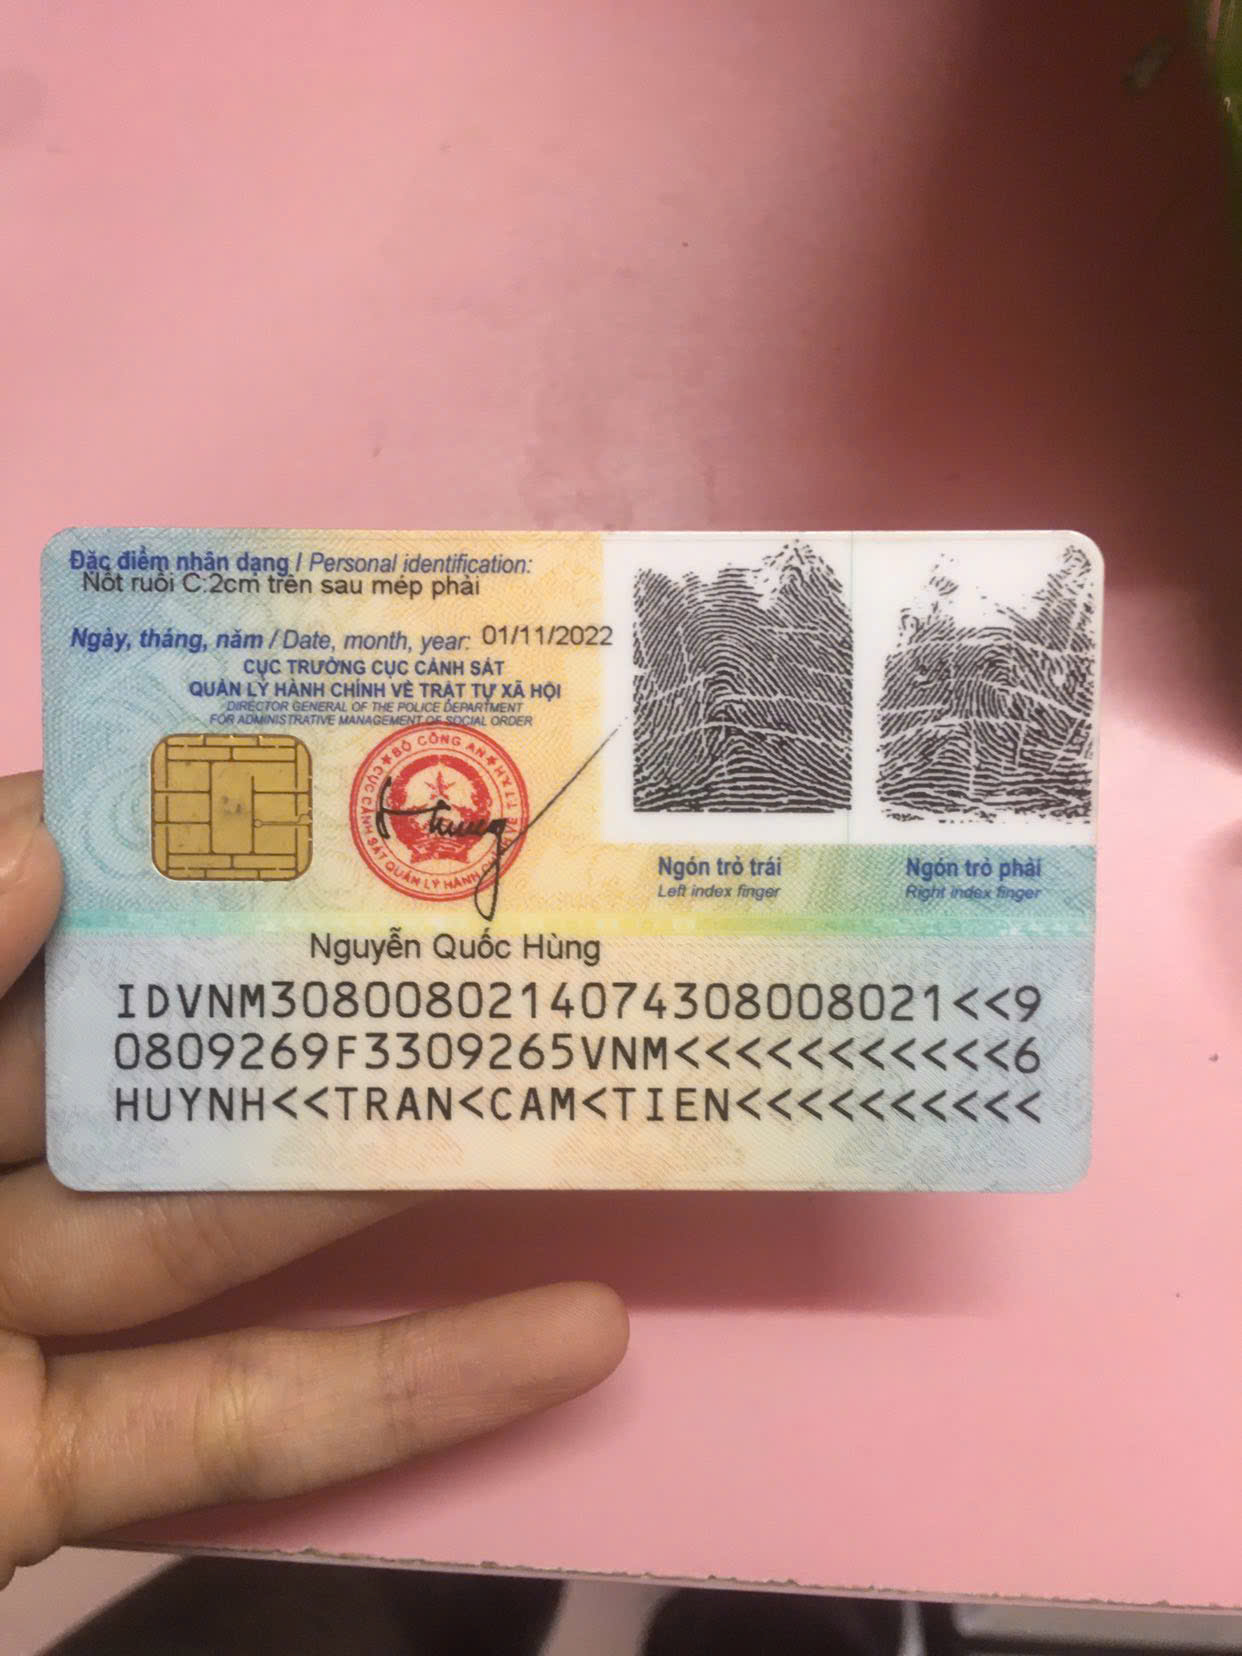 Đặc điểm nhân dạng / Personal identification:
Nốt ruồi C:2cm trên sau mép phải
Ngày, tháng, năm / Date, month, year: 01/11/2022
CỤC TRƯỞNG CỤC CẢNH SÁT
QUẢN LÝ HÀNH CHÍNH VỀ TRẬT TỰ XÃ HỘI
DIRECTOR GENERAL OF THE POLICE DEPARTMENT
FOR ADMINISTRATIVE MANAGEMENT OF SOCIAL ORDER
★ BỘ CÔNG AN ★
CỤC CẢNH SÁT QUẢN LÝ HÀNH CHÍNH VỀ TTXH
Ngón trỏ trái
Left index finger
Ngón trỏ phải
Right index finger
Nguyễn Quốc Hùng
IDVNM3080080214074308008021<<9
0809269F3309265VNM<<<<<<<<<<<6
HUYNH<<TRAN<CAM<TIEN<<<<<<<<<<